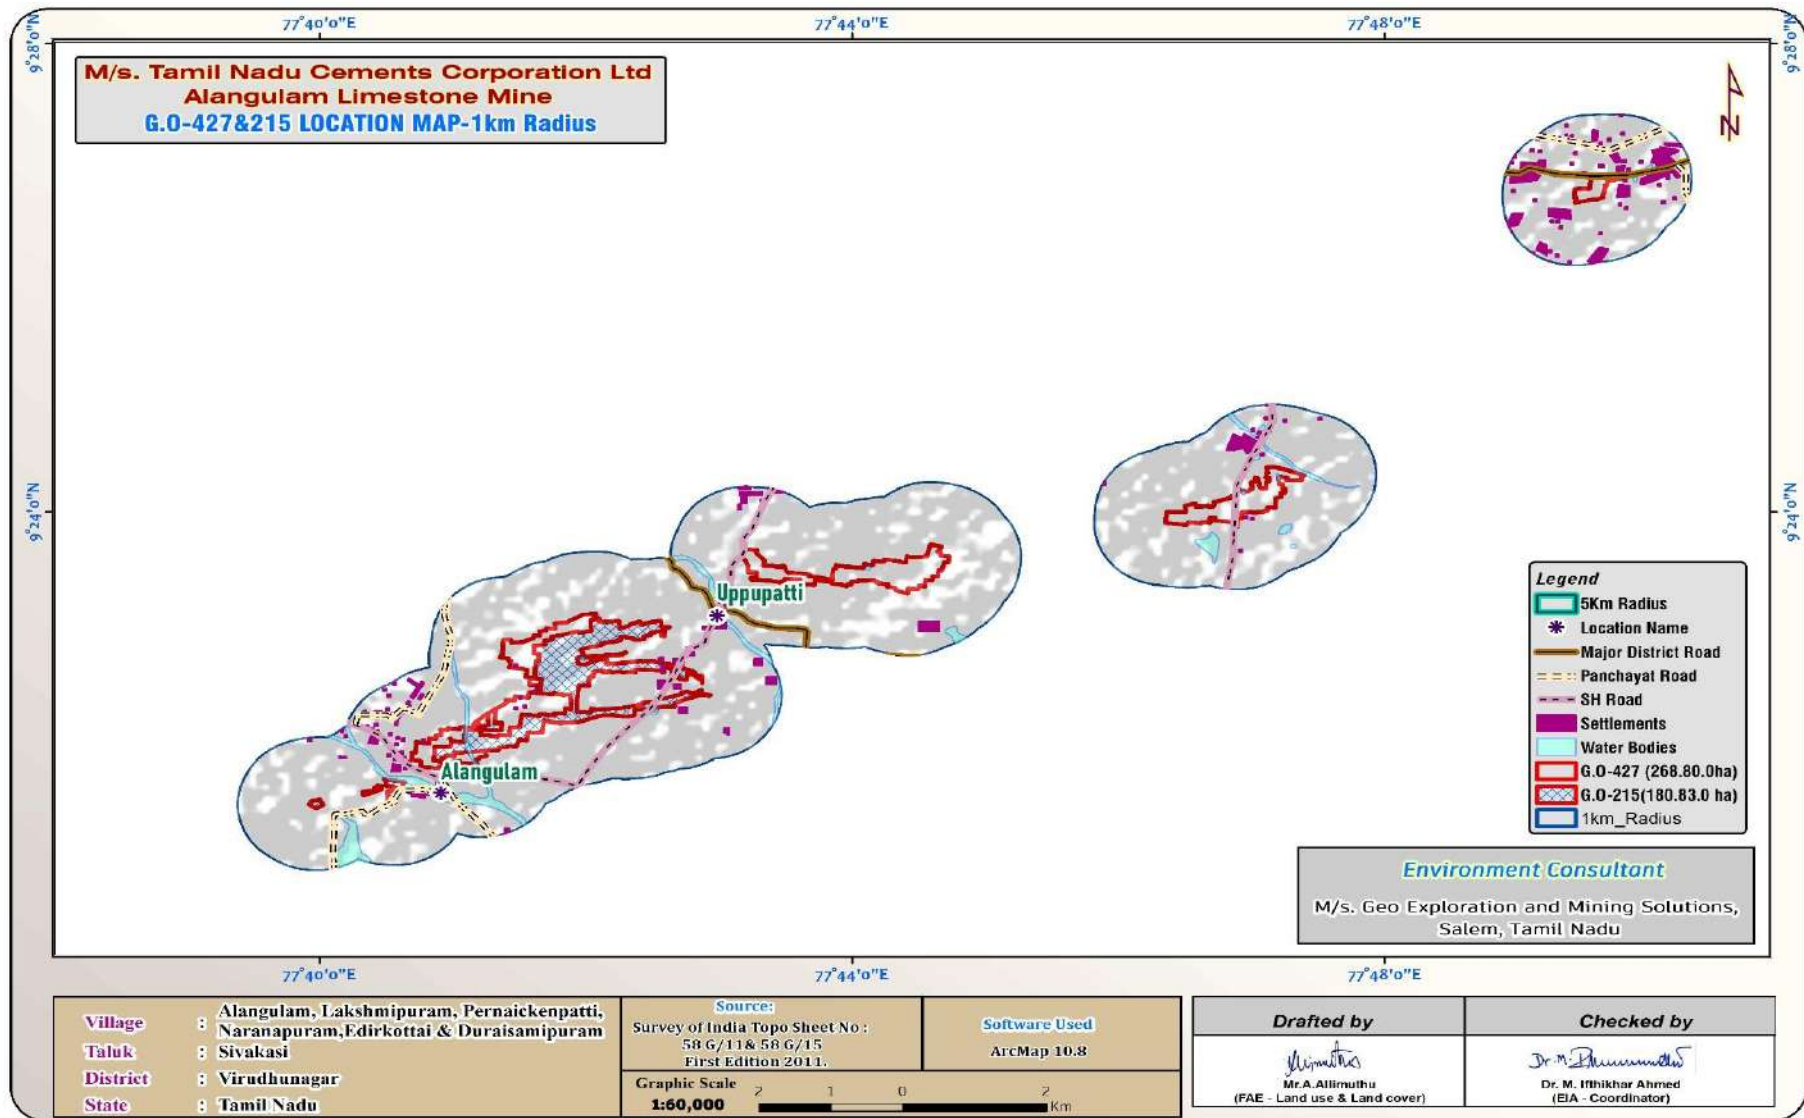 77°40'0"E 77°44'0"E 77°48'0"E
9°28'0"N 9°28'0"N
M/s. Tamil Nadu Cements Corporation Ltd
Alangulam Limestone Mine
G.O-427&215 LOCATION MAP-1km Radius
N
9°24'0"N 9°24'0"N
Uppupatti
Alangulam
Legend
5Km Radius
Location Name
Major District Road
Panchayat Road
SH Road
Settlements
Water Bodies
G.O-427 (268.80.0ha)
G.O-215(180.83.0 ha)
1km_Radius
Environment Consultant
M/s. Geo Exploration and Mining Solutions,
Salem, Tamil Nadu
77°40'0"E 77°44'0"E 77°48'0"E
Village : Alangulam, Lakshmipuram, Pernaickenpatti,
Naranapuram,Edirkottai & Duraisamipuram
Taluk : Sivakasi
District : Virudhunagar
State : Tamil Nadu
Source:
Survey of India Topo Sheet No :
58 G/11& 58 G/15
First Edition 2011.
Software Used
ArcMap 10.8
Graphic Scale
1:60,000
2 1 0 2
Km
Drafted by
Mr.A.Allimuthu
(FAE - Land use & Land cover)
Checked by
Dr. M. Ifthikhar Ahmed
(EIA - Coordinator)